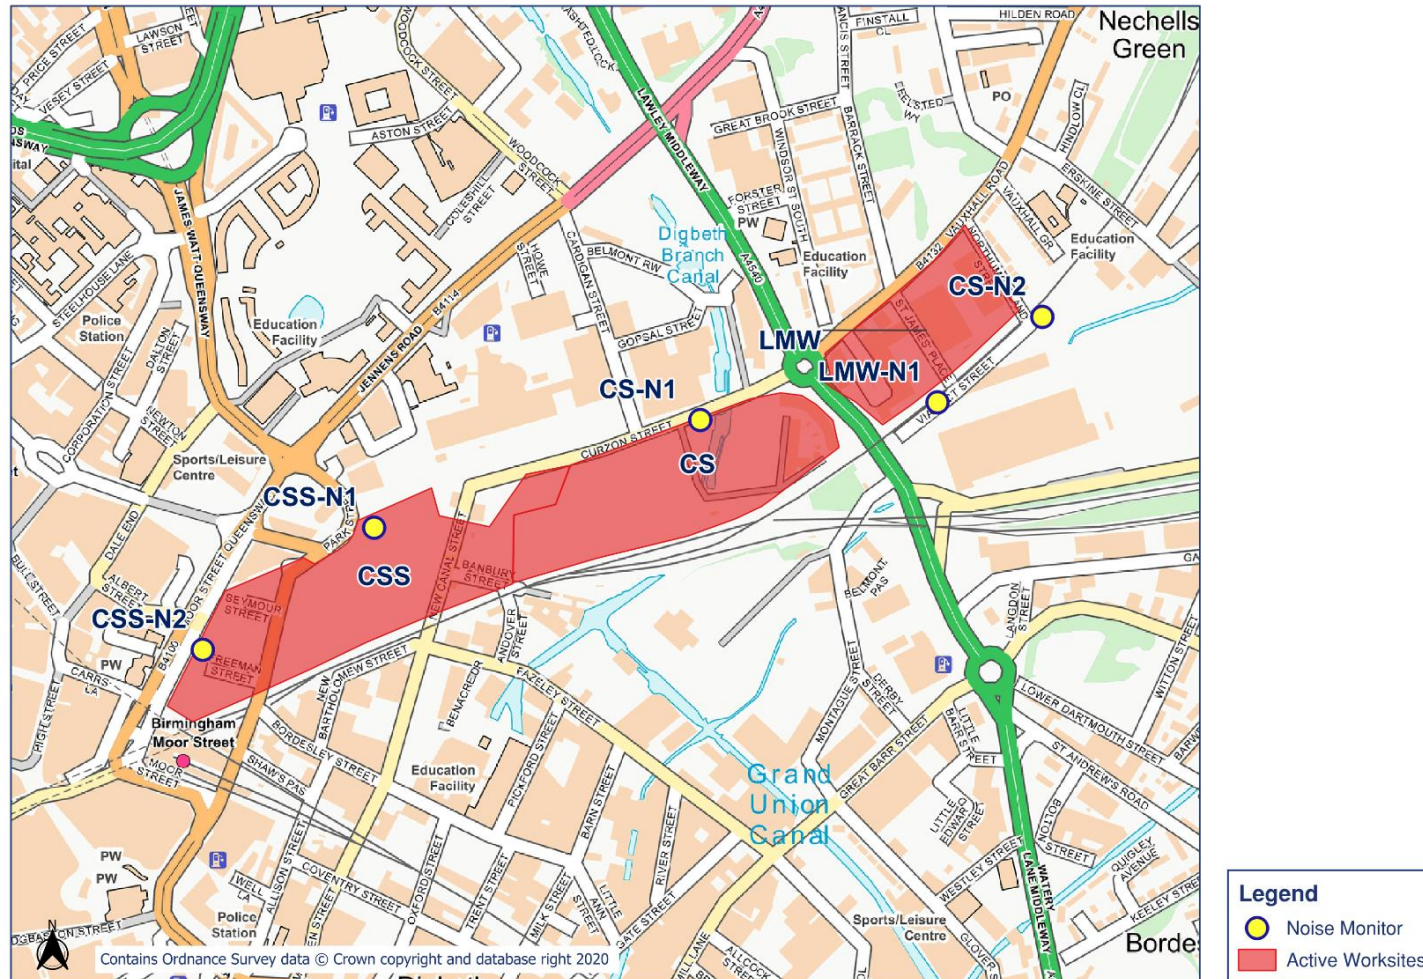 Nechells
Green
HILDEN ROAD
FINSTALL
CL
LAWSON
STREET
PRICE STREET
VESEY STREET
ASTON STREET
WOODCOCK STREET
WOODCOCK
STREET
COLESHILL
STREET
LAWLEY MIDDLEWAY
GREAT BROOK STREET
WINDSOR ST SOUTH
BARRACK STREET
PO
HINDLOW CL
ERSKINE STREET
VAUXHALL ROAD
VAUXHALL GR
B4132
FORSTER
STREET
PW
Education
Facility
Education
Facility
JAMES WATT QUEENSWAY
STEELHOUSE LANE
Police
Station
DALTON
STREET
NEWTON
STREET
CORPORATION STREET
Education
Facility
JENNENS ROAD
B4114
HOWE
STREET
CARDIGAN STREET
BELMONT RW
Digbeth
Branch
Canal
A4540
GOPSAL STREET
CS-N2
LMW
LMW-N1
ST JAMES' PLACE
CS-N1
CURZON STREET
CS
Sports/Leisure
Centre
CSS-N1
PARK ST
CSS
DALE END
MOOR STREET QUEENSWAY
BULL STREET
ALBERT
STREET
SEYMOUR
STREET
CSS-N2
B4100
PW
CARRS
LA
HIGH STREET
NEW CANAL STREET
BANBURY
STREET
ANDOVER
STREET
BELMONT
PAS
LANGDON
STREET
Birmingham
Moor Street
MOOR
STREET
SHAW'S PAS
BORDESLEY STREET
NEW
BARTHOLOMEW STREET
BENACRE DR
FAZELEY STREET
PICKFORD STREET
Education
Facility
MONTAGUE STREET
DERBY
STREET
GREAT BARR STREET
LITTLE
BARR STREET
LOWER DARTMOUTH STREET
WITTON STREET
ST ANDREW'S ROAD
BOLTON
STREET
LITTLE
EDWARD
STREET
Grand
Union
Canal
BARN STREET
RIVER STREET
WESTLEY STREET
WATERY
LANE MIDDLEWAY
QUIGLEY
AVENUE
PW
PW
WELL
LA
ALLISON STREET
COVENTRY STREET
OXFORD STREET
TRENT STREET
MILK STREET
LITTLE
ANN
STREET
Police
Station
Sports/Leisure
Centre
N
Contains Ordnance Survey data © Crown copyright and database right 2020
Legend
Noise Monitor
Active Worksites